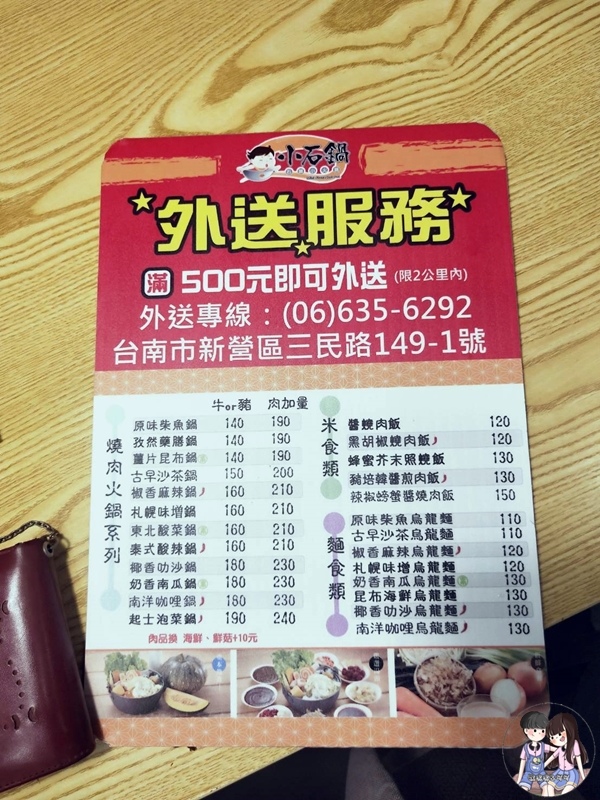 小石鍋
外送服務
滿500元即可外送 (限2公里內)
外送專線：(06)635-6292
台南市新營區三民路149-1號
燒肉火鍋系列
牛or豬 肉加量
原味柴魚鍋 140 190
孜然藥膳鍋 140 190
薑片昆布鍋 140 190
古早沙茶鍋 150 200
椒香麻辣鍋 160 210
札幌味增鍋 160 210
東北酸菜鍋 160 210
泰式酸辣鍋 160 210
椰香叻沙鍋 180 230
奶香南瓜鍋 180 230
南洋咖哩鍋 180 230
起士泡菜鍋 190 240
肉品換 海鮮、鮮菇+10元
米食類
醬燒肉飯 120
黑胡椒燒肉飯 120
蜂蜜芥末照燒飯 130
豬培韓醬煎肉飯 130
辣椒螃蟹醬燒肉飯 150
麵食類
原味柴魚烏龍麵 110
古早沙茶烏龍麵 110
椒香麻辣烏龍麵 120
札幌味增烏龍麵 120
奶香南瓜烏龍麵 130
昆布海鮮烏龍麵 130
椰香叻沙烏龍麵 130
南洋咖哩烏龍麵 130